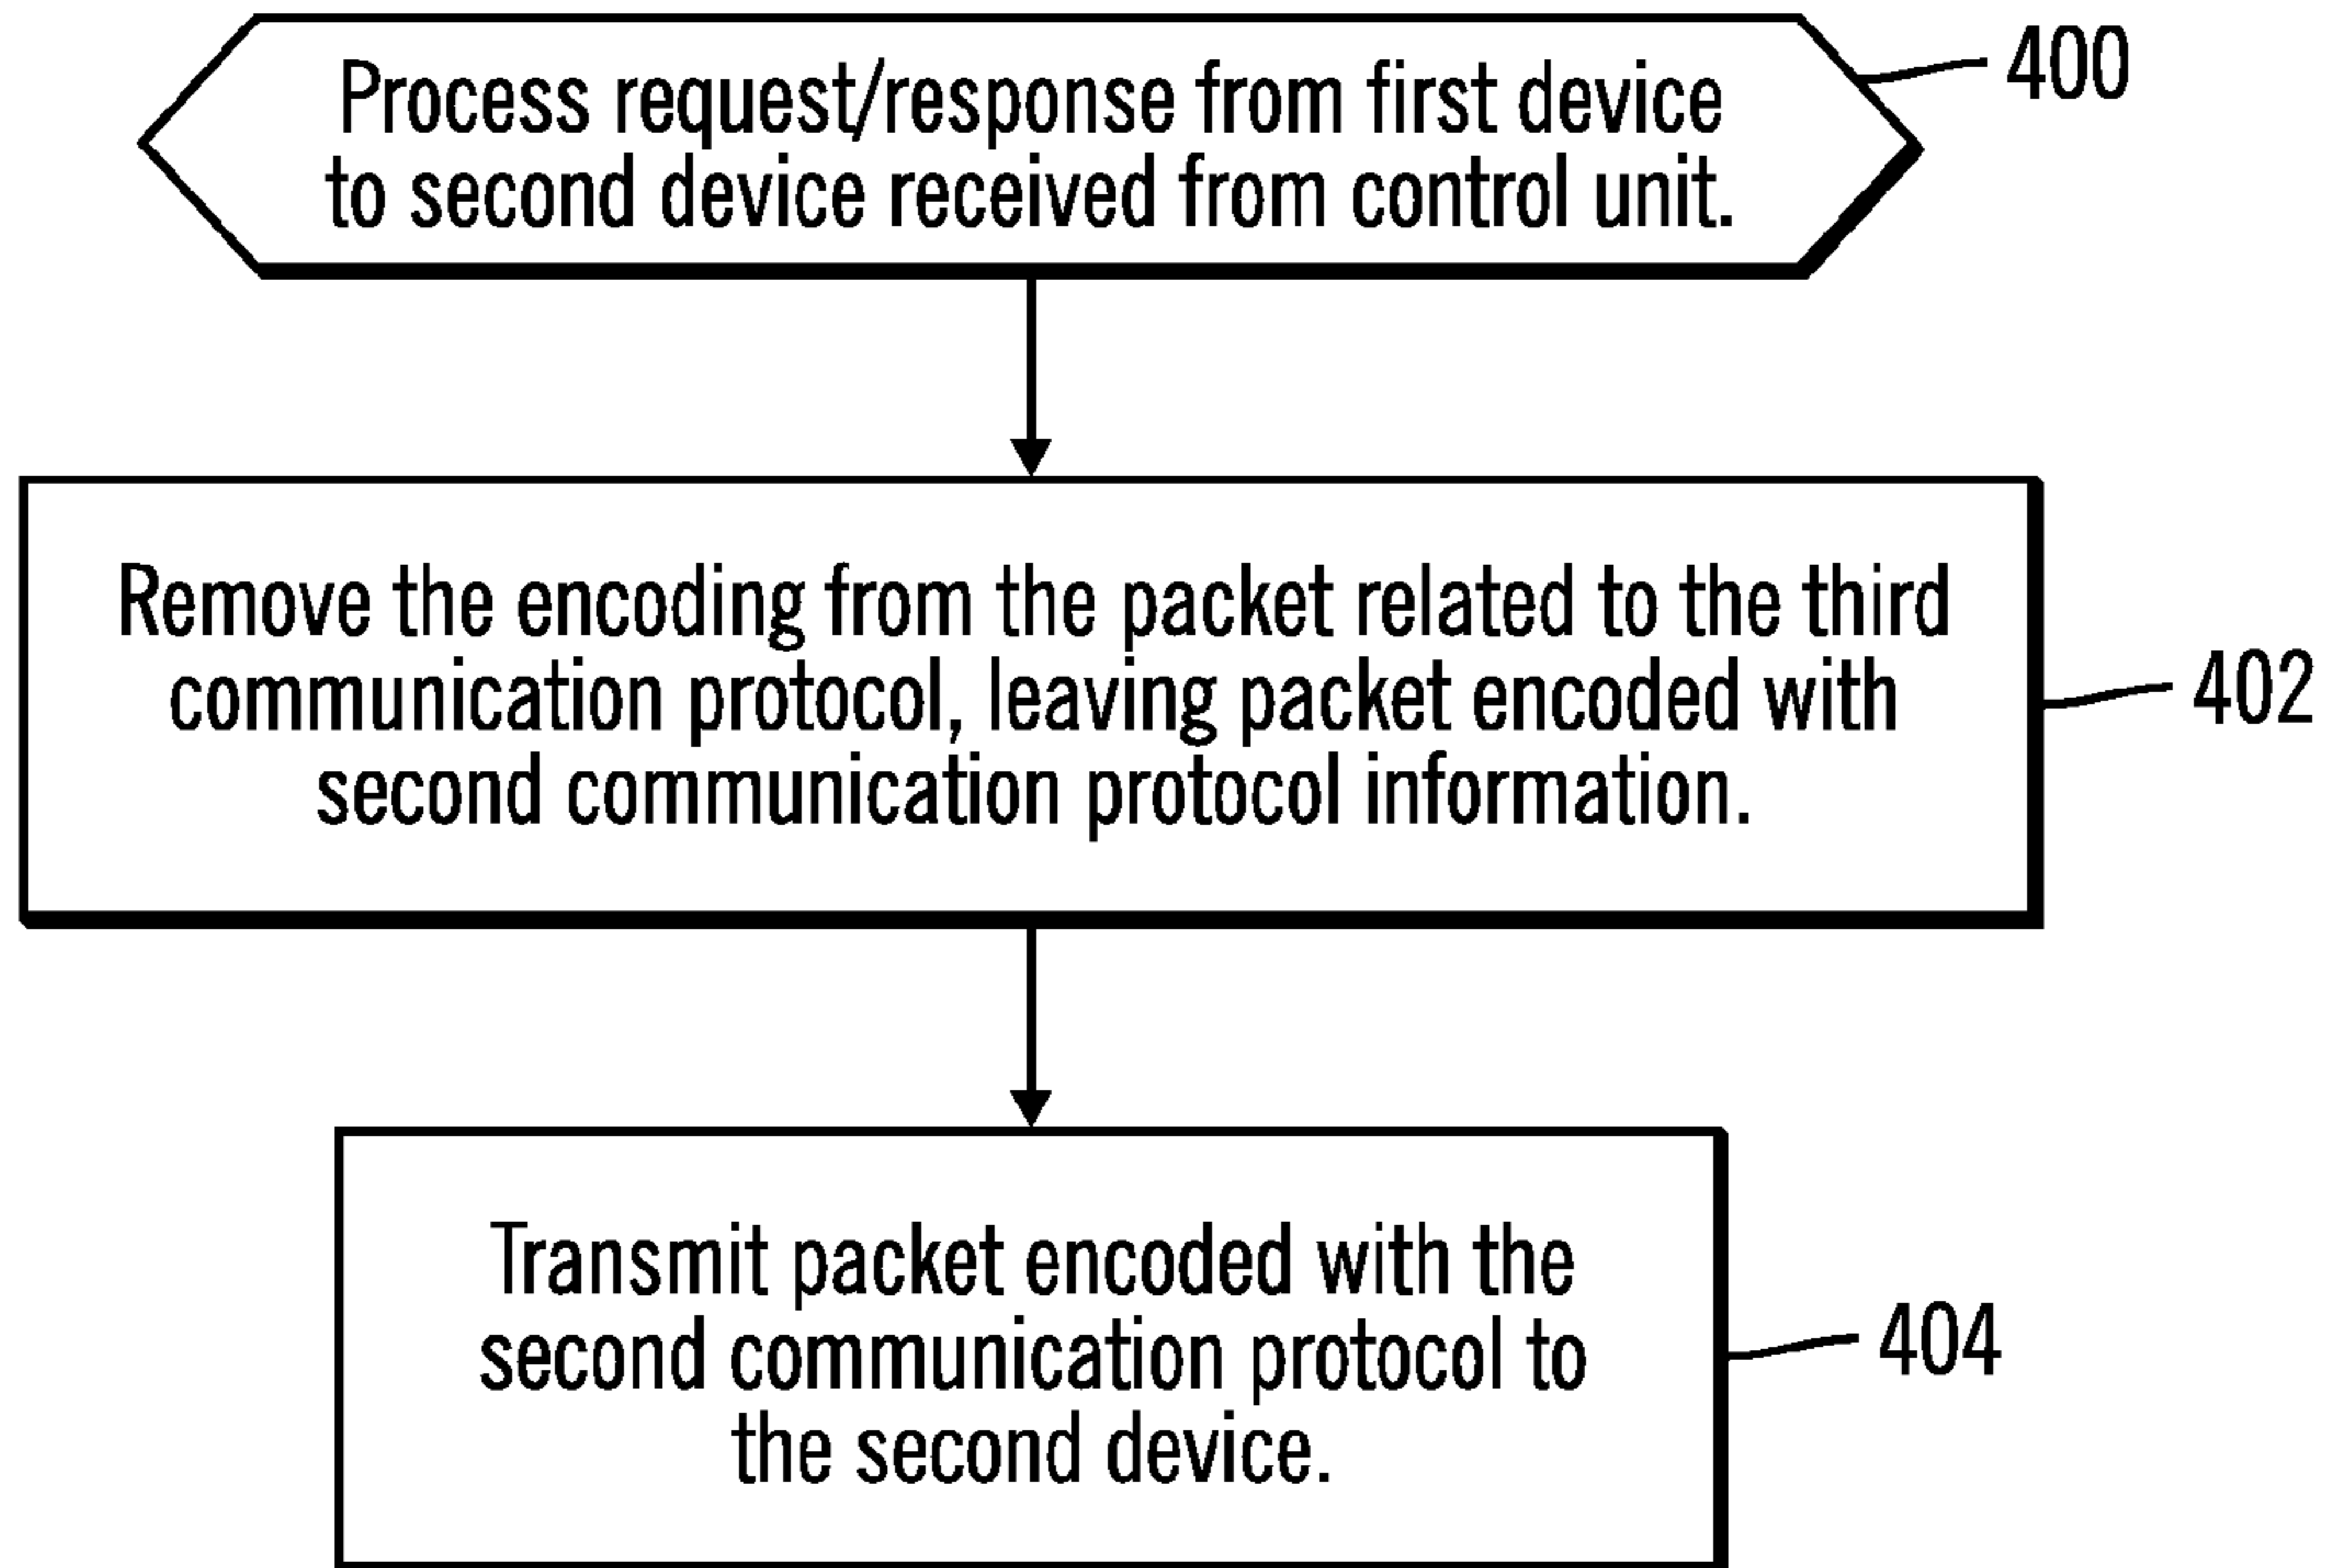 Process request/response from first device
to second device received from control unit.
400
Remove the encoding from the packet related to the third
communication protocol, leaving packet encoded with
second communication protocol information.
402
Transmit packet encoded with the
second communication protocol to
the second device.
404